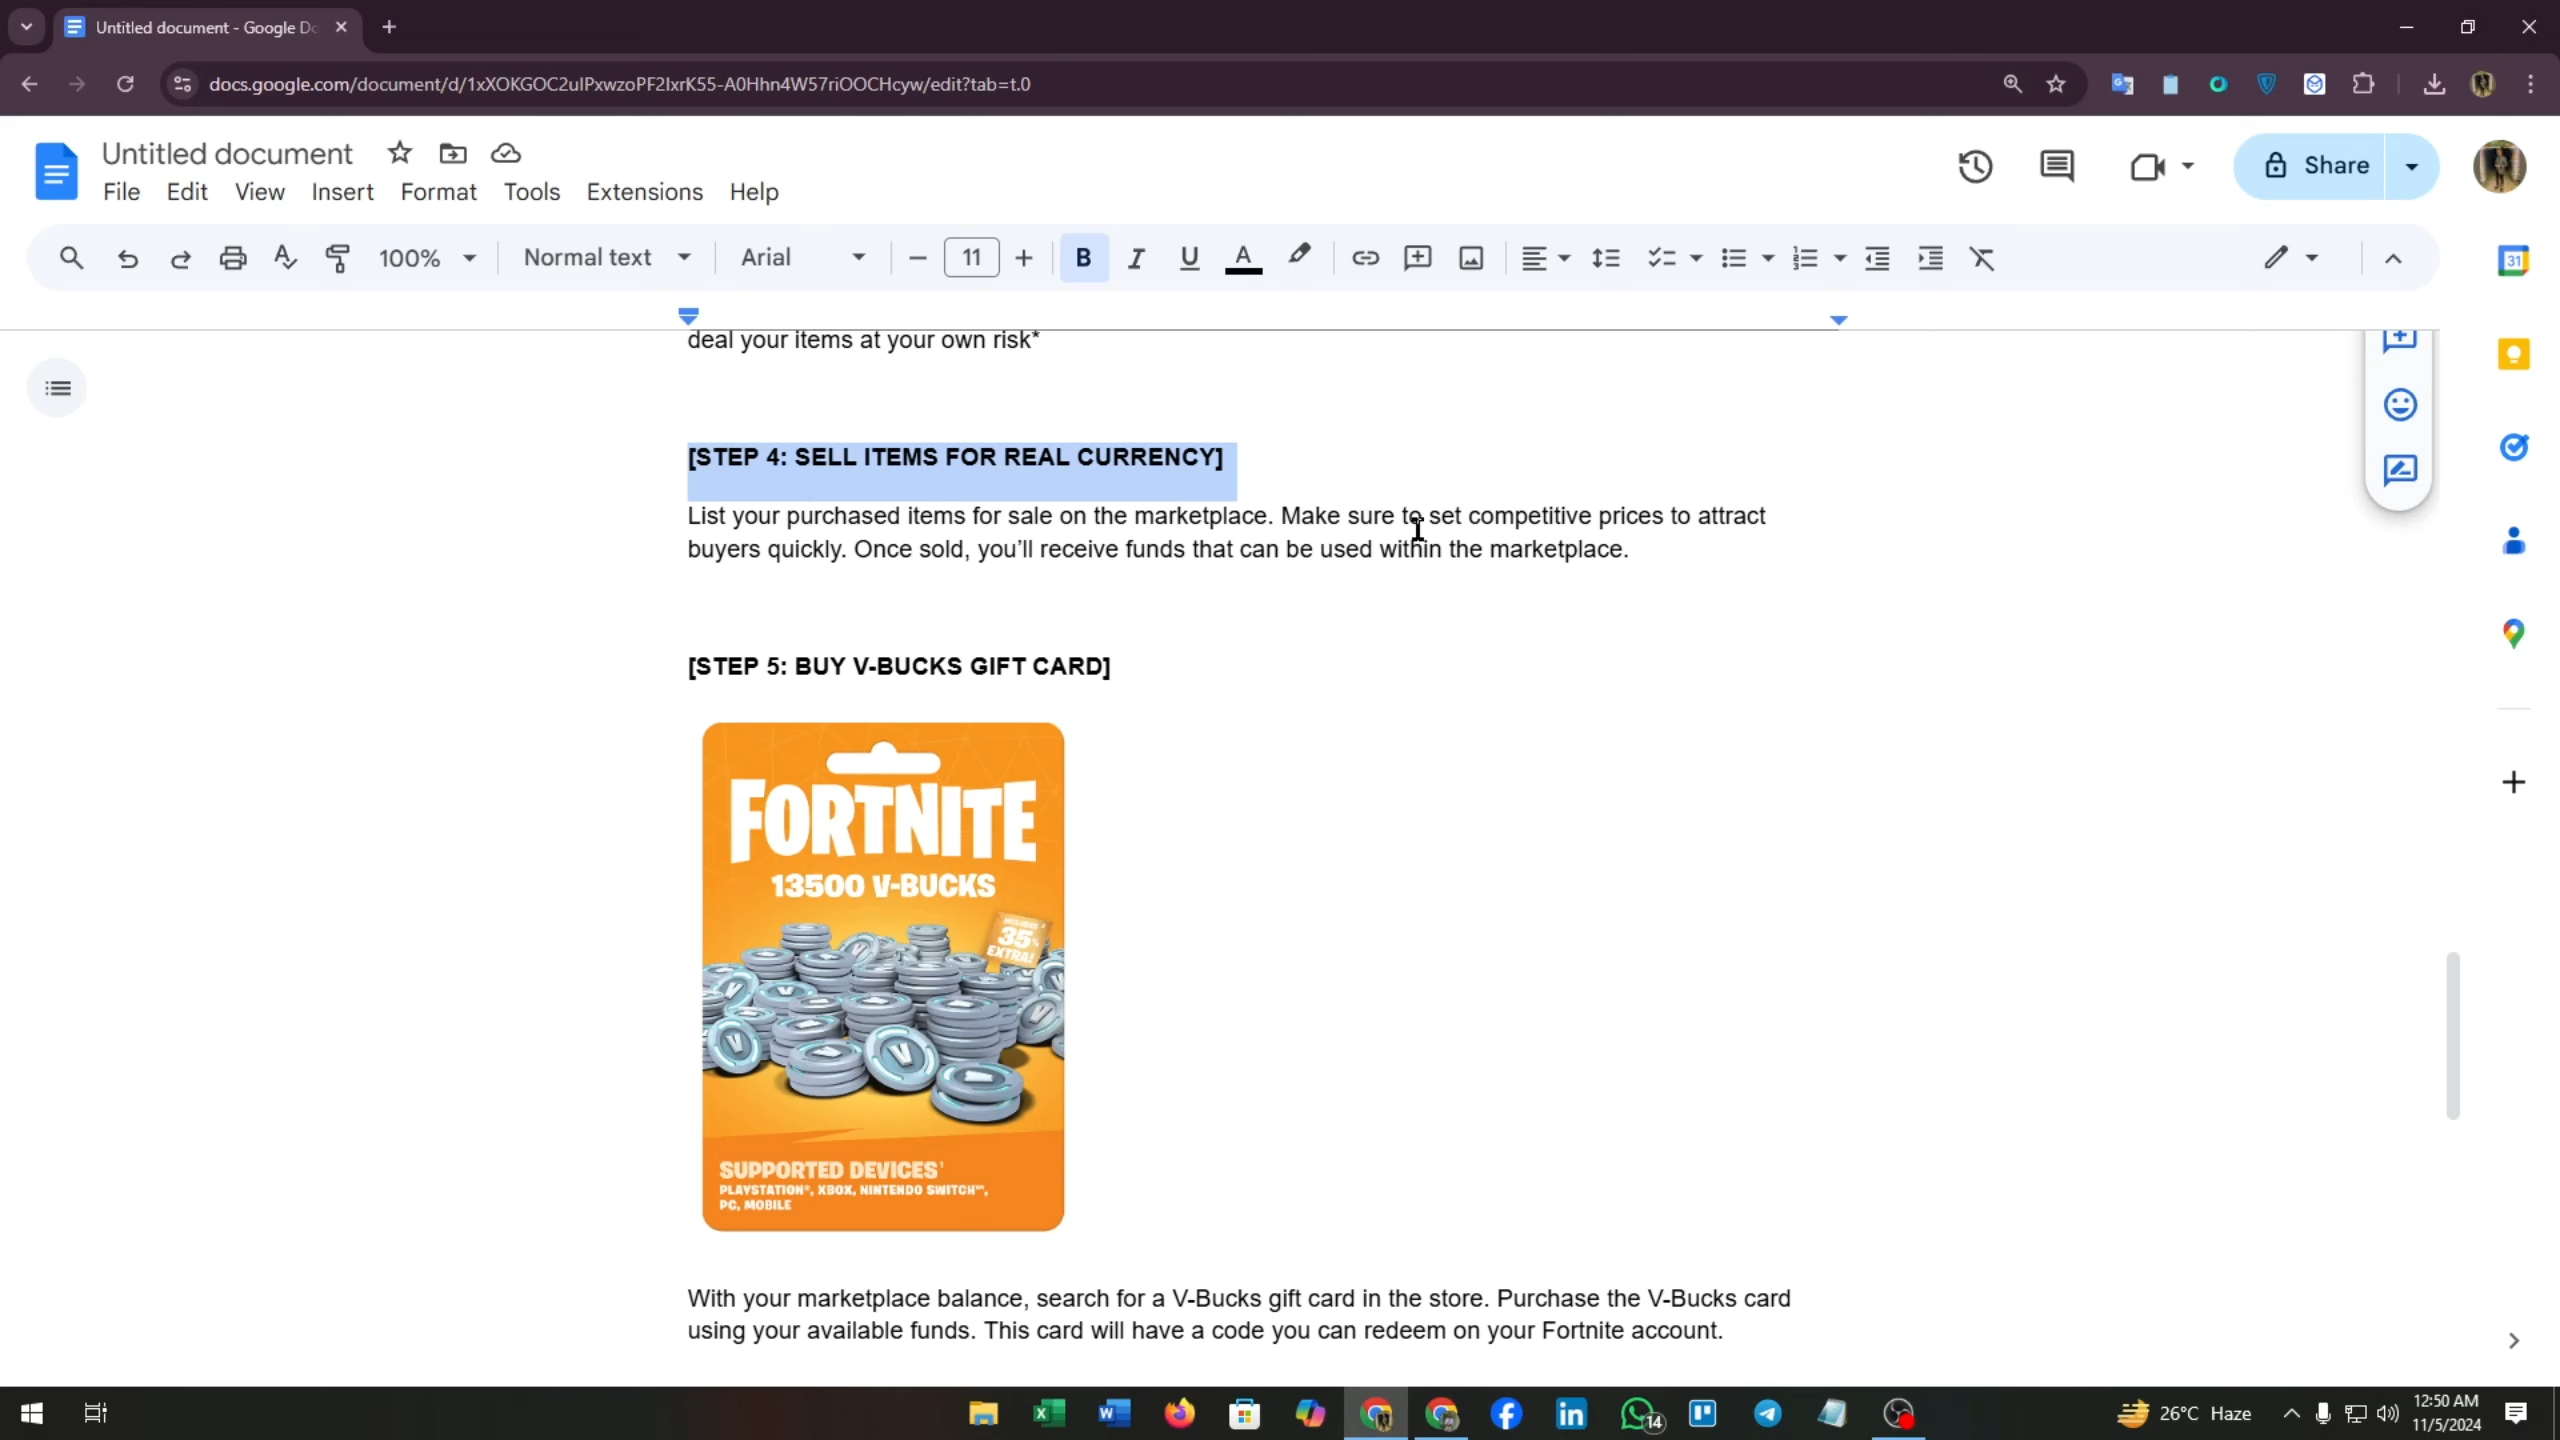 Untitled document - Google Do
docs.google.com/document/d/1xXOKGOC2ulPxwzoPF2lxrK55-A0Hhn4W57riOOCHcyw/edit?tab=t.0
Untitled document
File Edit View Insert Format Tools Extensions Help
Share
100% Normal text Arial 11 B I U A
31
deal your items at your own risk*
[STEP 4: SELL ITEMS FOR REAL CURRENCY]
List your purchased items for sale on the marketplace. Make sure to set competitive prices to attract
buyers quickly. Once sold, you’ll receive funds that can be used within the marketplace.
[STEP 5: BUY V-BUCKS GIFT CARD]
FORTNITE
13500 V-BUCKS
INCLUDES
35%
EXTRA!
SUPPORTED DEVICES¹
PLAYSTATION®, XBOX, NINTENDO SWITCH™,
PC, MOBILE
With your marketplace balance, search for a V-Bucks gift card in the store. Purchase the V-Bucks card
using your available funds. This card will have a code you can redeem on your Fortnite account.
14
26°C Haze
12:50 AM
11/5/2024